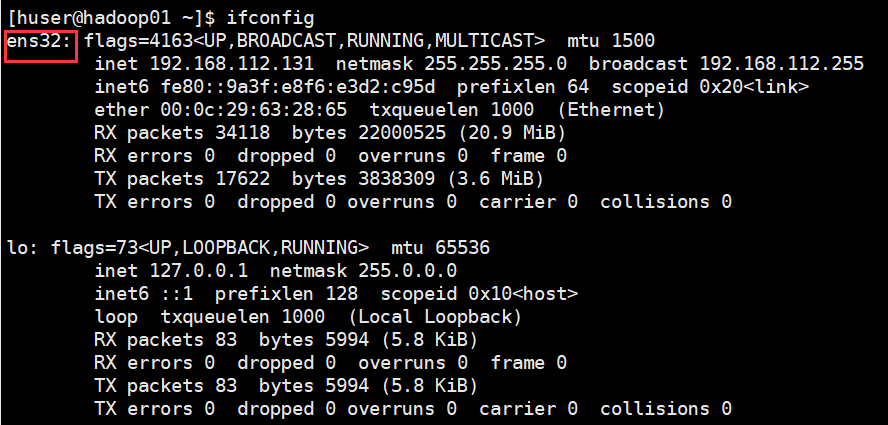 [huser@hadoop01 ~]$ ifconfig
ens32: flags=4163<UP,BROADCAST,RUNNING,MULTICAST>  mtu 1500
        inet 192.168.112.131  netmask 255.255.255.0  broadcast 192.168.112.255
        inet6 fe80::9a3f:e8f6:e3d2:c95d  prefixlen 64  scopeid 0x20<link>
        ether 00:0c:29:63:28:65  txqueuelen 1000  (Ethernet)
        RX packets 34118  bytes 22000525 (20.9 MiB)
        RX errors 0  dropped 0  overruns 0  frame 0
        TX packets 17622  bytes 3838309 (3.6 MiB)
        TX errors 0  dropped 0 overruns 0  carrier 0  collisions 0

lo: flags=73<UP,LOOPBACK,RUNNING>  mtu 65536
        inet 127.0.0.1  netmask 255.0.0.0
        inet6 ::1  prefixlen 128  scopeid 0x10<host>
        loop  txqueuelen 1000  (Local Loopback)
        RX packets 83  bytes 5994 (5.8 KiB)
        RX errors 0  dropped 0  overruns 0  frame 0
        TX packets 83  bytes 5994 (5.8 KiB)
        TX errors 0  dropped 0 overruns 0  carrier 0  collisions 0